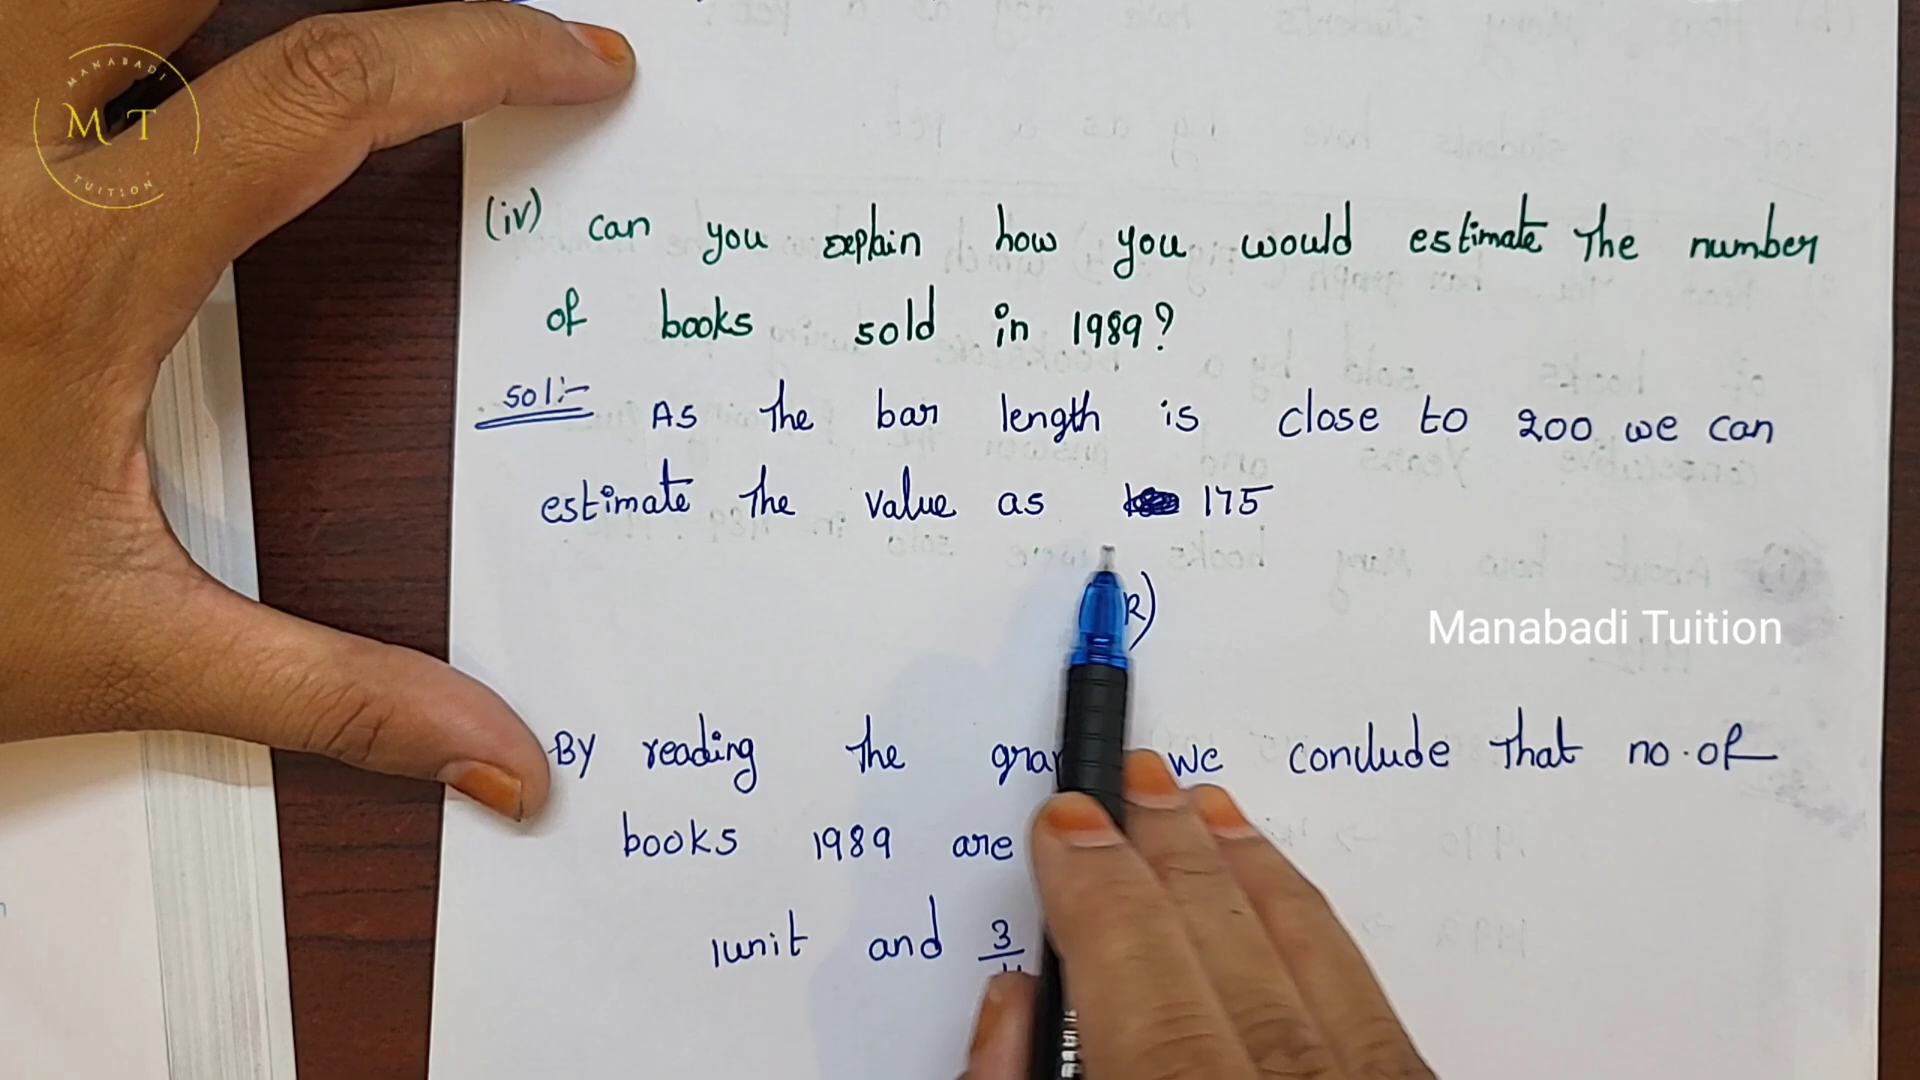 MANABADI
MT
TUITION
(iv) can you explain how you would estimate the number
of books sold in 1989?
sol:- As the bar length is close to 200 we can
estimate the value as 175
R)
Manabadi Tuition
By reading the we conclude that no.of
books 1989 are
1unit and 3